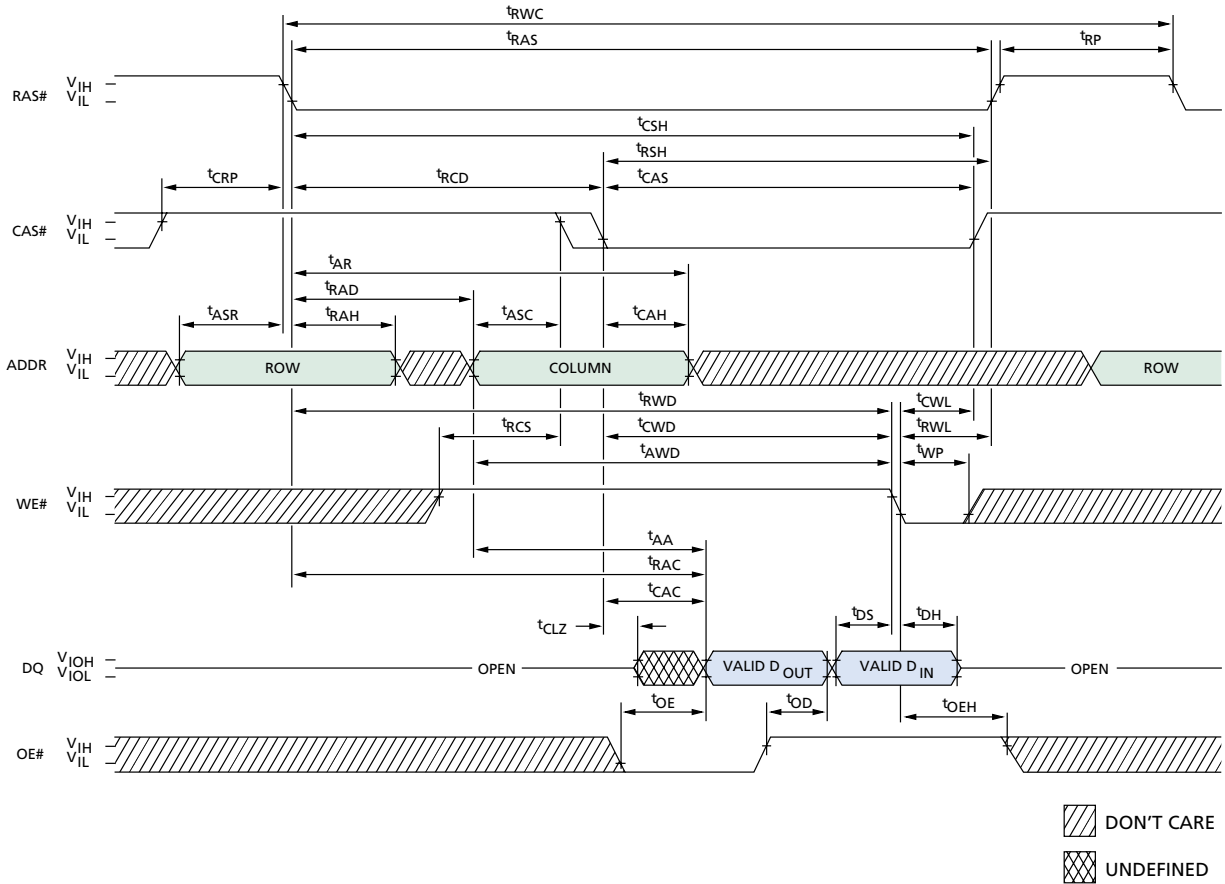 tRWC
tRAS
tRP
RAS#
VIH
VIL
tCSH
tRSH
tCRP
tRCD
tCAS
CAS#
VIH
VIL
tAR
tRAD
tASR
tRAH
tASC
tCAH
ADDR
VIH
VIL
ROW
COLUMN
ROW
tRWD
tCWL
tRCS
tCWD
tRWL
tAWD
tWP
WE#
VIH
VIL
tAA
tRAC
tCAC
tCLZ
tDS
tDH
DQ
VIOH
VIOL
OPEN
VALID DOUT
VALID DIN
OPEN
tOE
tOD
tOEH
OE#
VIH
VIL
DON'T CARE
UNDEFINED